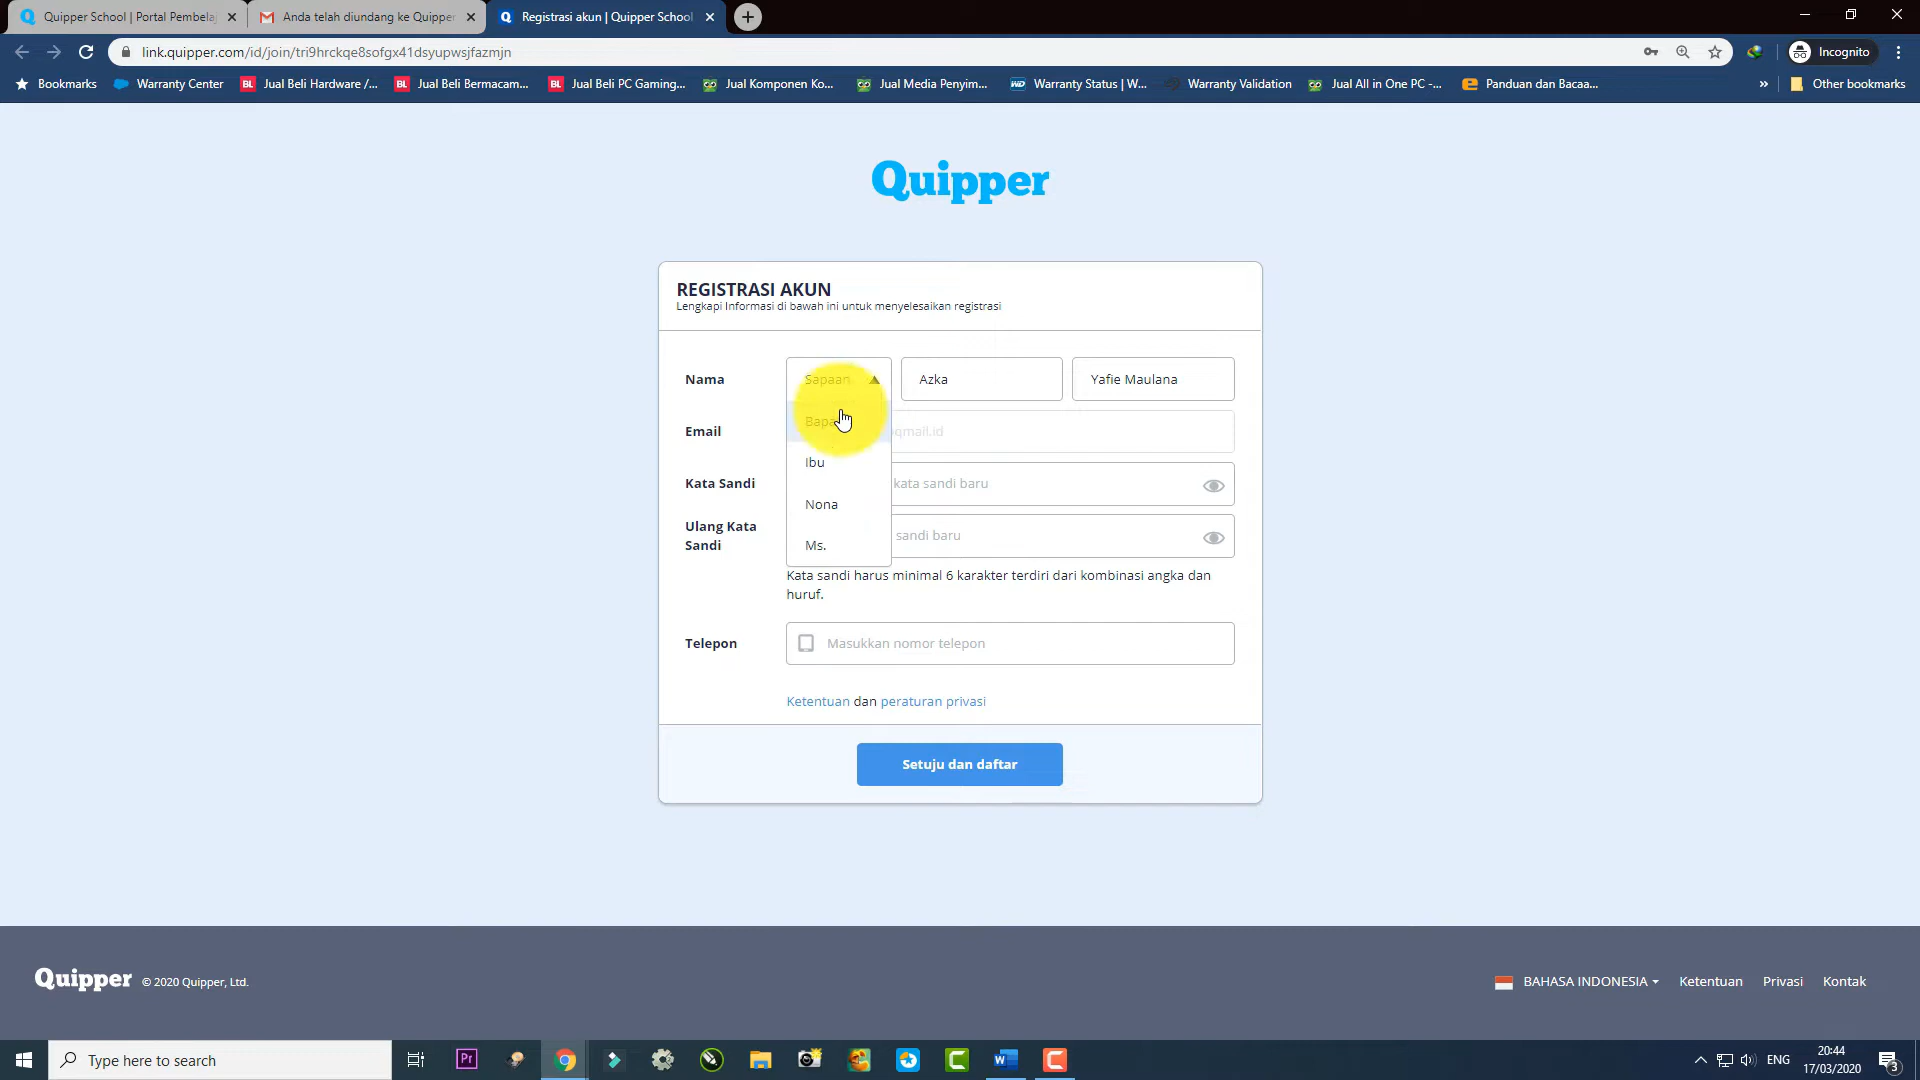 Quipper School | Portal Pembelaj
Anda telah diundang ke Quipper
Registrasi akun | Quipper School
link.quipper.com/id/join/tri9hrckqe8sofgx41dsyupwsjfazmjn
Incognito
Bookmarks
Warranty Center
Jual Beli Hardware /...
Jual Beli Bermacam...
Jual Beli PC Gaming,...
Jual Komponen Ko...
Jual Media Penyim...
Warranty Status | W...
Warranty Validation
Jual All in One PC -...
Panduan dan Bacaa...
»
Other bookmarks
Quipper
REGISTRASI AKUN
Lengkapi Informasi di bawah ini untuk menyelesaikan registrasi
Nama
Sapaan
Azka
Yafie Maulana
Email
Ibu
Nona
Ms.
Kata Sandi
kata sandi baru
Ulang Kata
Sandi
sandi baru
Kata sandi harus minimal 6 karakter terdiri dari kombinasi angka dan
huruf.
Telepon
Masukkan nomor telepon
Ketentuan dan peraturan privasi
Setuju dan daftar
Quipper © 2020 Quipper, Ltd.
BAHASA INDONESIA
Ketentuan
Privasi
Kontak
Type here to search
ENG
20:44
17/03/2020
3